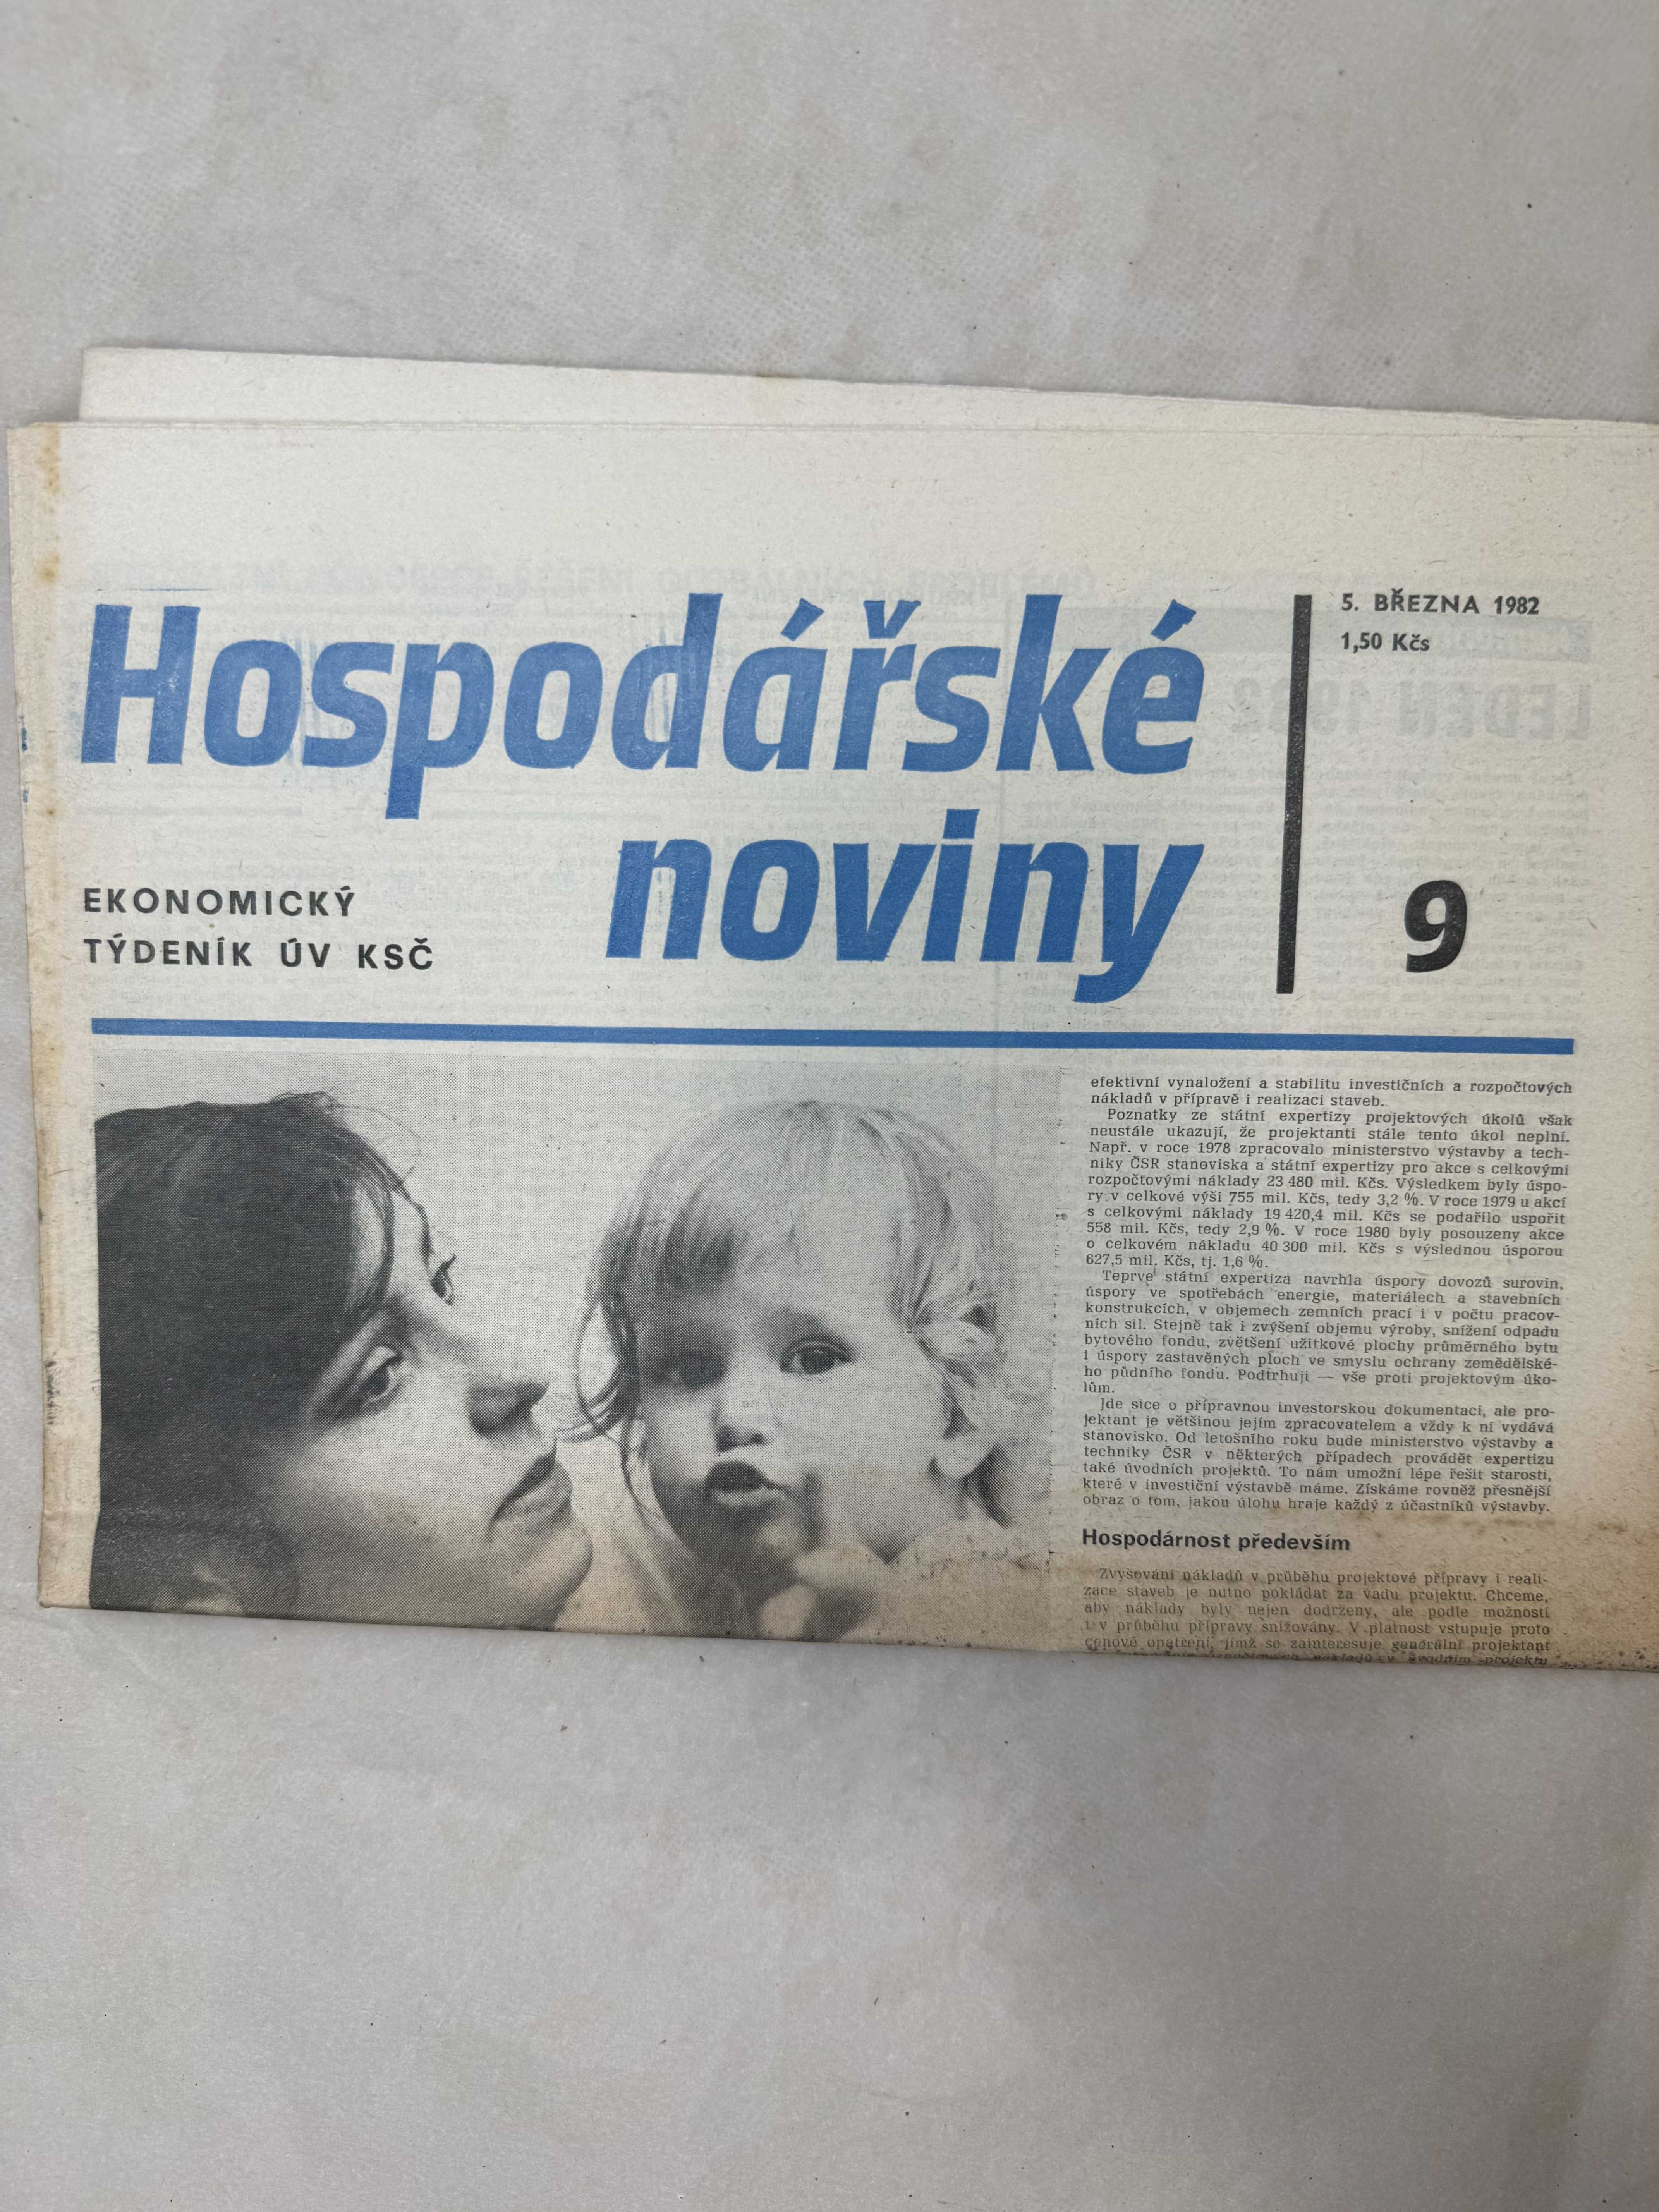 Hospodářské
noviny
EKONOMICKÝ
TÝDENÍK ÚV KSČ
5. BŘEZNA 1982
1,50 Kčs
9
efektivní vynaložení a stabilitu investičních a rozpočtových
nákladů v přípravě i realizaci staveb.
Poznatky ze státní expertizy projektových úkolů však
neustále ukazují, že projektanti stále tento úkol neplní.
Např. v roce 1978 zpracovalo ministerstvo výstavby a tech-
niky ČSR stanoviska a státní expertizy pro akce s celkovými
rozpočtovými náklady 23 480 mil. Kčs. Výsledkem byly úspo-
ry v celkové výši 755 mil. Kčs, tedy 3,2 %. V roce 1979 u akcí
s celkovými náklady 19 420,4 mil. Kčs se podařilo uspořit
558 mil. Kčs, tedy 2,9 %. V roce 1980 byly posouzeny akce
o celkovém nákladu 40 300 mil. Kčs s výslednou úsporou
627,5 mil. Kčs, tj. 1,6 %.
Teprve státní expertiza navrhla úspory dovozů surovin,
úspory ve spotřebách energie, materiálech a stavebních
konstrukcích, v objemech zemních prací i v počtu pracov-
ních sil. Stejně tak i zvýšení objemu výroby, snížení odpadu
bytového fondu, zvětšení užitkové plochy průměrného bytu
i úspory zastavěných ploch ve smyslu ochrany zemědělské-
ho půdního fondu. Podtrhuji — vše proti projektovým úko-
lům.
Jde sice o přípravnou investorskou dokumentaci, ale pro-
jektant je většinou jejím zpracovatelem a vždy k ní vydává
stanovisko. Od letošního roku bude ministerstvo výstavby a
techniky ČSR v některých případech provádět expertizu
také úvodních projektů. To nám umožní lépe řešit starosti,
které v investiční výstavbě máme. Získáme rovněž přesnější
obraz o tom, jakou úlohu hraje každý z účastníků výstavby.
Hospodárnost především
Zvyšování nákladů v průběhu projektové přípravy i reali-
zace staveb je nutno pokládat za vadu projektu. Chceme,
aby náklady byly nejen dodrženy, ale podle možností
i v průběhu přípravy snižovány. V platnost vstupuje proto
cenové opatření, jímž se zainteresuje generální projektant
nákladů v úvodním projektu